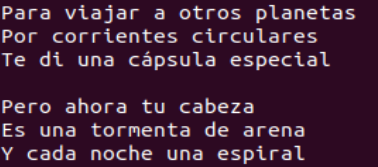 Para viajar a otros planetas
Por corrientes circulares
Te di una cápsula especial

Pero ahora tu cabeza
Es una tormenta de arena
Y cada noche una espiral